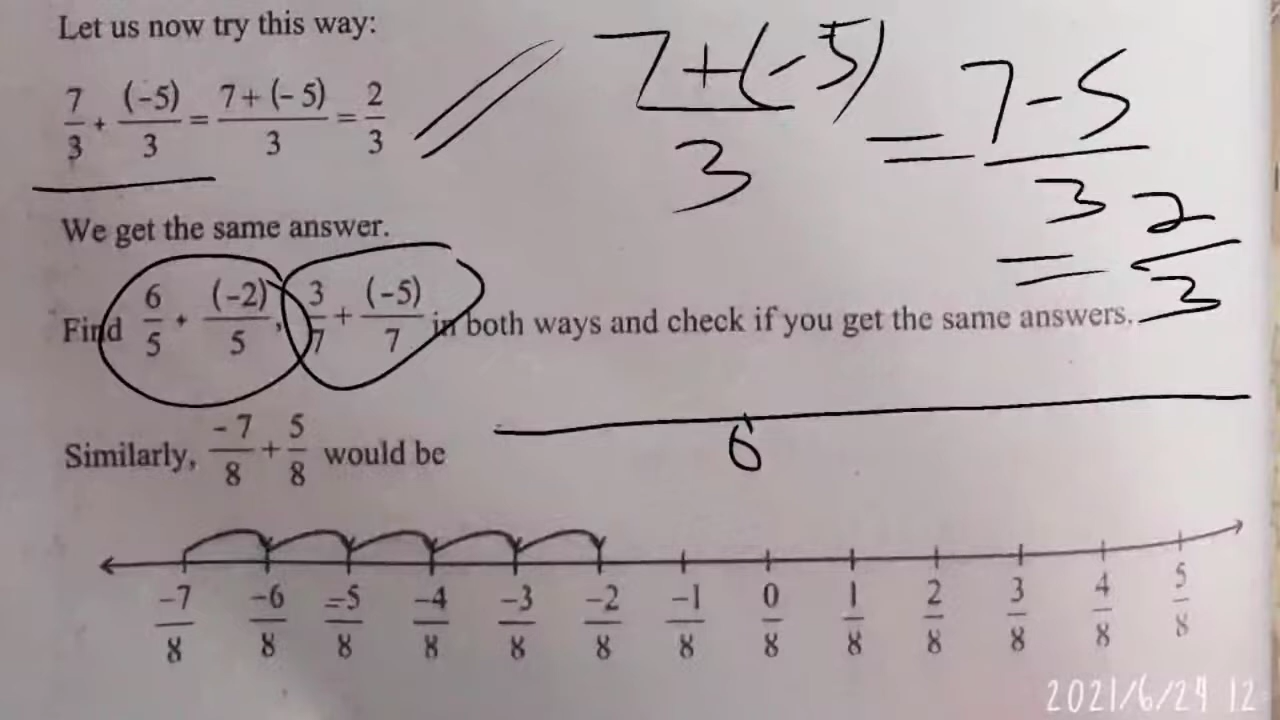 Let us now try this way:
7/3 + (-5)/3 = 7 + (-5)/3 = 2/3
7+(-5)/3 = 7-5/3
= 2/3
We get the same answer.
Find 6/5 + (-2)/5, 3/7 + (-5)/7 in both ways and check if you get the same answers.
Similarly, -7/8 + 5/8 would be
-7/8 -6/8 -5/8 -4/8 -3/8 -2/8 -1/8 0/8 1/8 2/8 3/8 4/8 5/8
2021/6/24 12